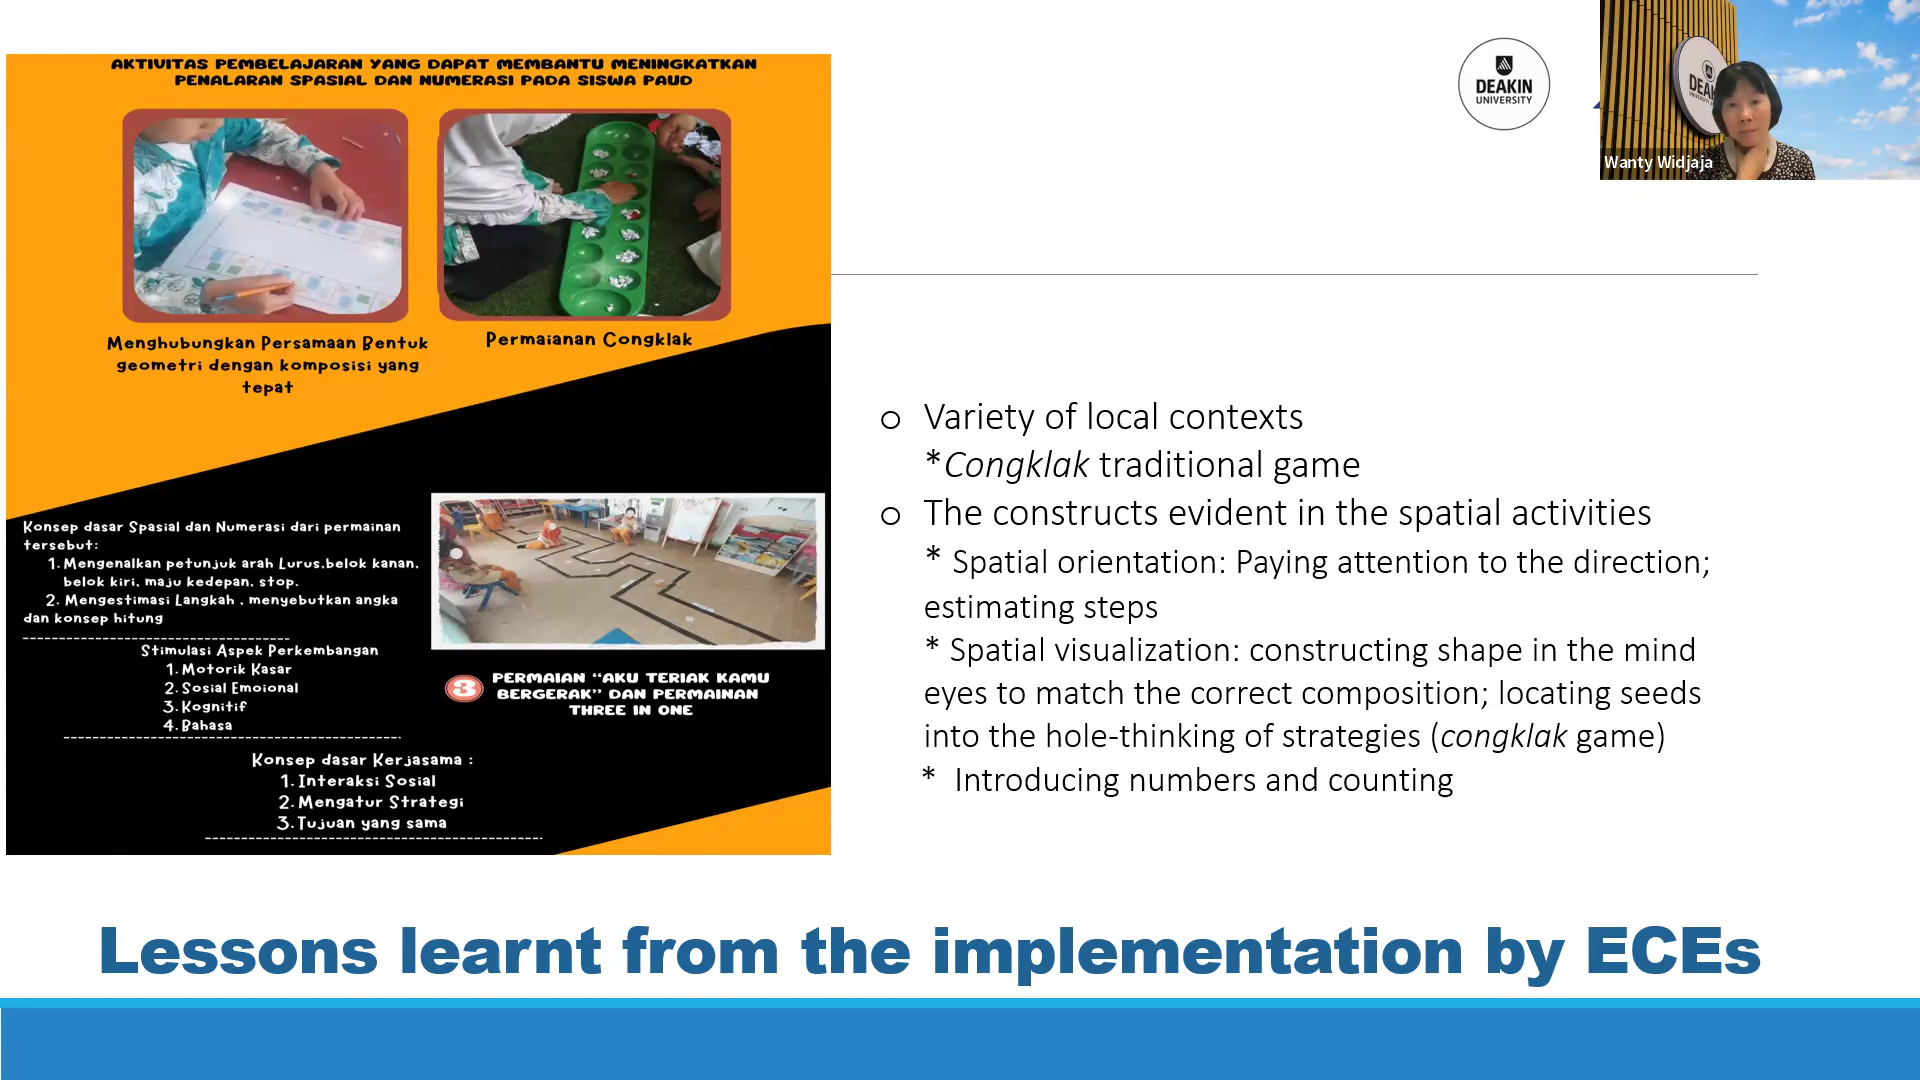 AKTIVITAS PEMBELAJARAN YANG DAPAT MEMBANTU MENINGKATKAN
PENALARAN SPASIAL DAN NUMERASI PADA SISWA PAUD
Menghubungkan Persamaan Bentuk
geometri dengan komposisi yang
tepat
Permaianan Congklak
Konsep dasar Spasial dan Numerasi dari permainan
tersebut:
1. Mengenalkan petunjuk arah Lurus,belok kanan,
belok kiri, maju kedepan, stop.
2. Mengestimasi Langkah , menyebutkan angka
dan konsep hitung
Stimulasi Aspek Perkembangan
1. Motorik Kasar
2. Sosial Emoional
3. Kognitif
4. Bahasa
Konsep dasar Kerjasama :
1. Interaksi Sosial
2. Mengatur Strategi
3. Tujuan yang sama
3
PERMAIAN “AKU TERIAK KAMU
BERGERAK” DAN PERMAINAN
THREE IN ONE
DEAKIN
UNIVERSITY
Wanty Widjaja
o Variety of local contexts
*Congklak traditional game
o The constructs evident in the spatial activities
* Spatial orientation: Paying attention to the direction;
estimating steps
* Spatial visualization: constructing shape in the mind
eyes to match the correct composition; locating seeds
into the hole-thinking of strategies (congklak game)
* Introducing numbers and counting
Lessons learnt from the implementation by ECEs